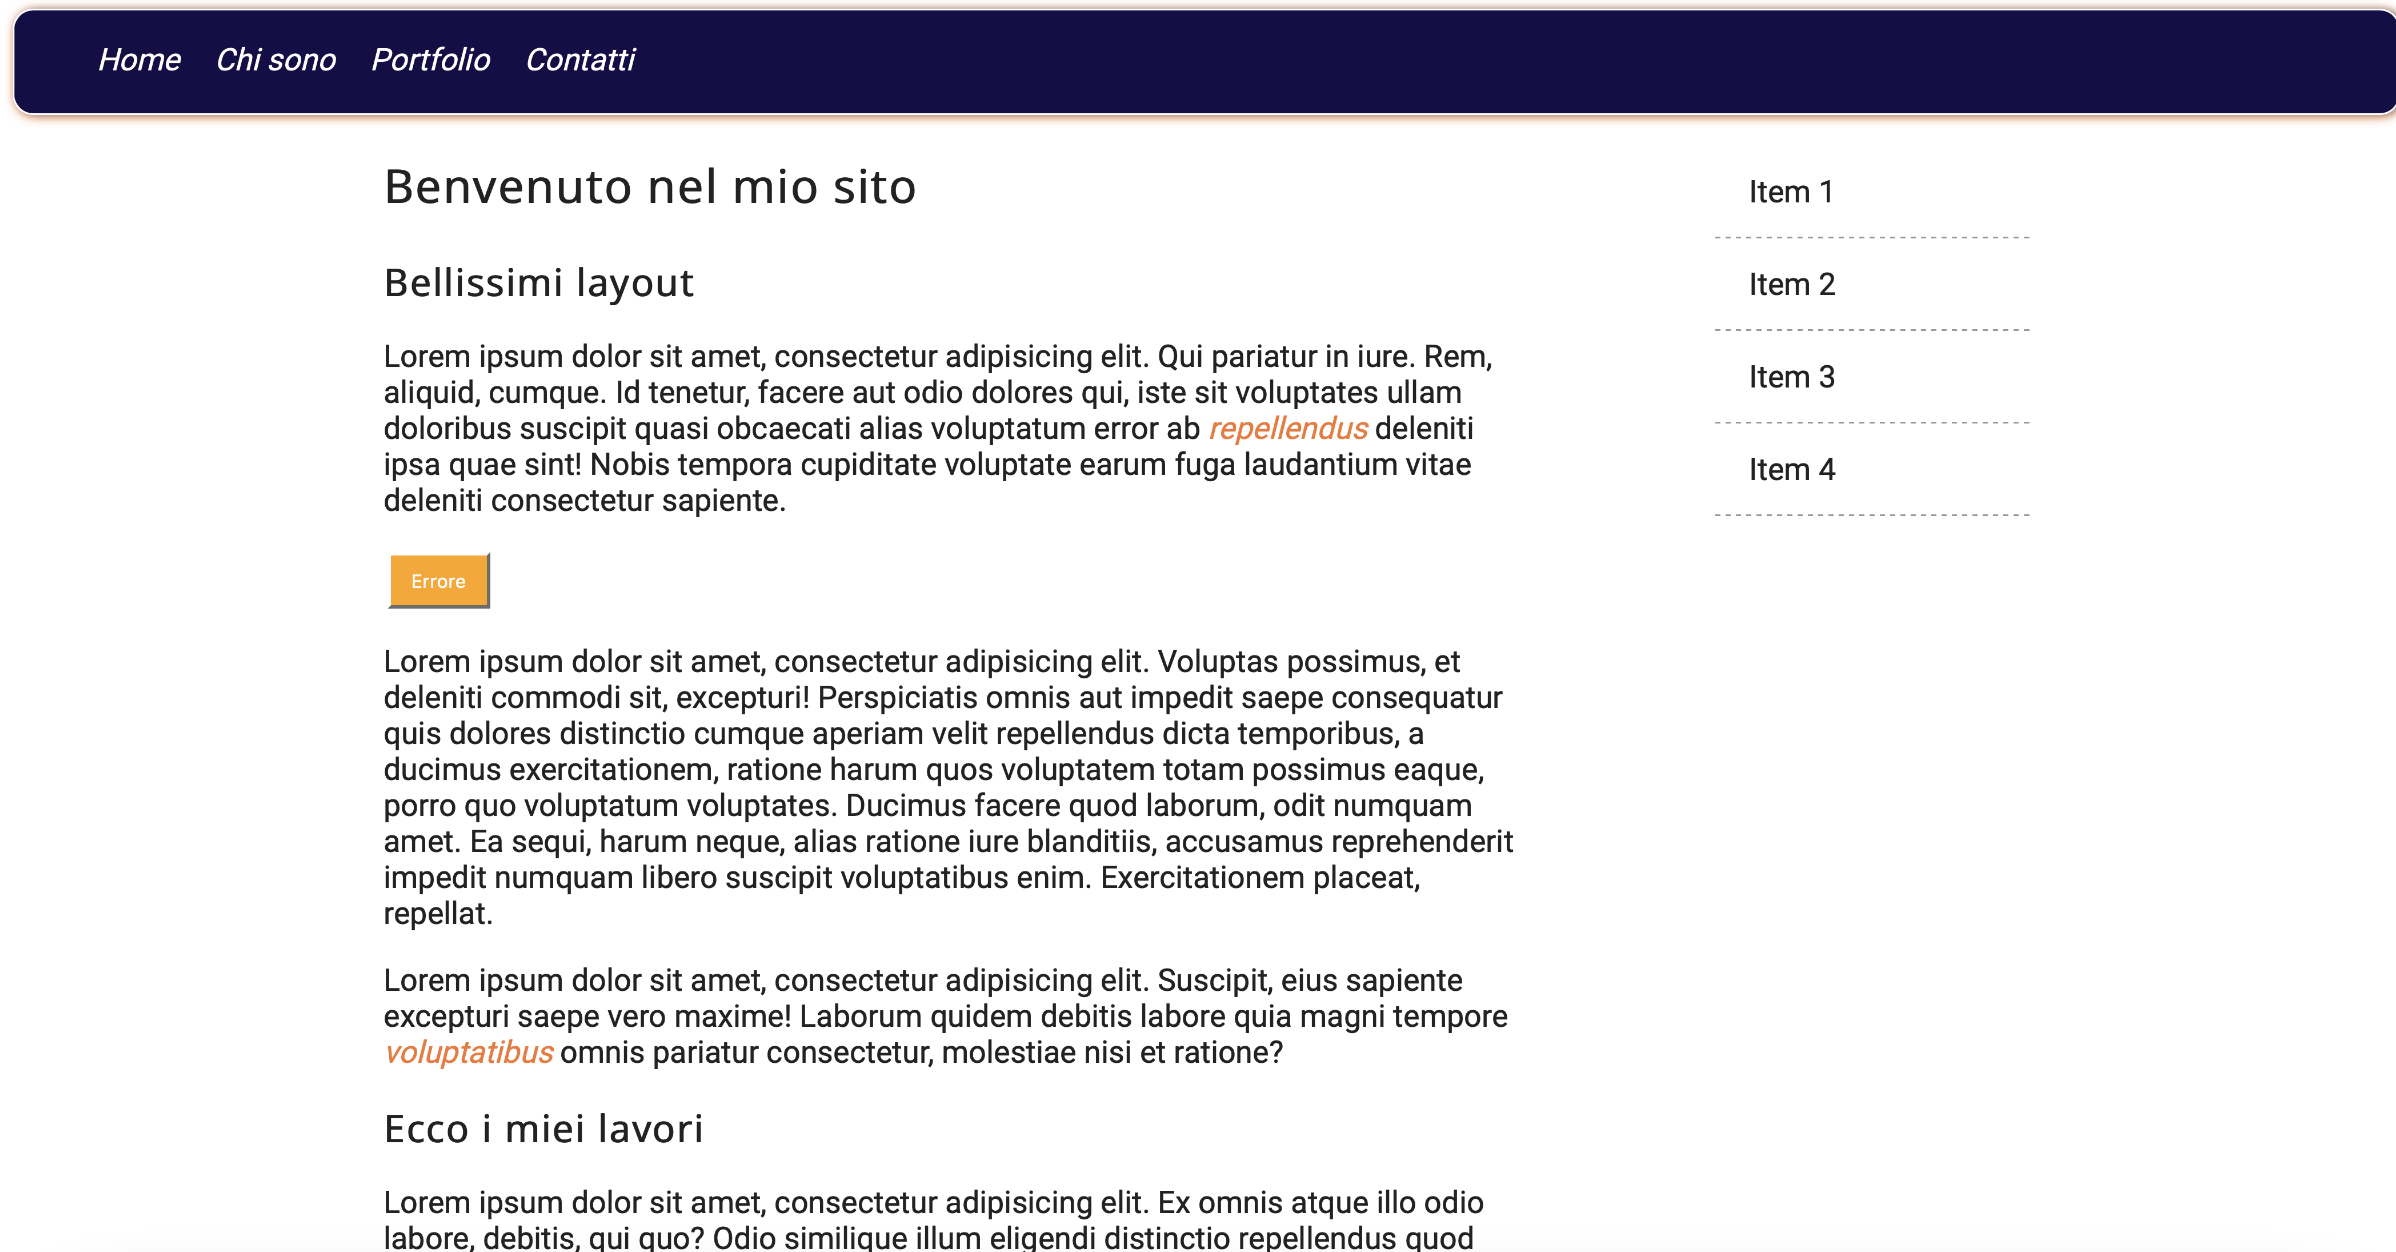 Home Chi sono Portfolio Contatti
Benvenuto nel mio sito
Bellissimi layout
Lorem ipsum dolor sit amet, consectetur adipisicing elit. Qui pariatur in iure. Rem,
aliquid, cumque. Id tenetur, facere aut odio dolores qui, iste sit voluptates ullam
doloribus suscipit quasi obcaecati alias voluptatum error ab repellendus deleniti
ipsa quae sint! Nobis tempora cupiditate voluptate earum fuga laudantium vitae
deleniti consectetur sapiente.
Errore
Lorem ipsum dolor sit amet, consectetur adipisicing elit. Voluptas possimus, et
deleniti commodi sit, excepturi! Perspiciatis omnis aut impedit saepe consequatur
quis dolores distinctio cumque aperiam velit repellendus dicta temporibus, a
ducimus exercitationem, ratione harum quos voluptatem totam possimus eaque,
porro quo voluptatum voluptates. Ducimus facere quod laborum, odit numquam
amet. Ea sequi, harum neque, alias ratione iure blanditiis, accusamus reprehenderit
impedit numquam libero suscipit voluptatibus enim. Exercitationem placeat,
repellat.
Lorem ipsum dolor sit amet, consectetur adipisicing elit. Suscipit, eius sapiente
excepturi saepe vero maxime! Laborum quidem debitis labore quia magni tempore
voluptatibus omnis pariatur consectetur, molestiae nisi et ratione?
Ecco i miei lavori
Lorem ipsum dolor sit amet, consectetur adipisicing elit. Ex omnis atque illo odio
labore, debitis, qui quo? Odio similique illum eligendi distinctio repellendus quod
Item 1
Item 2
Item 3
Item 4